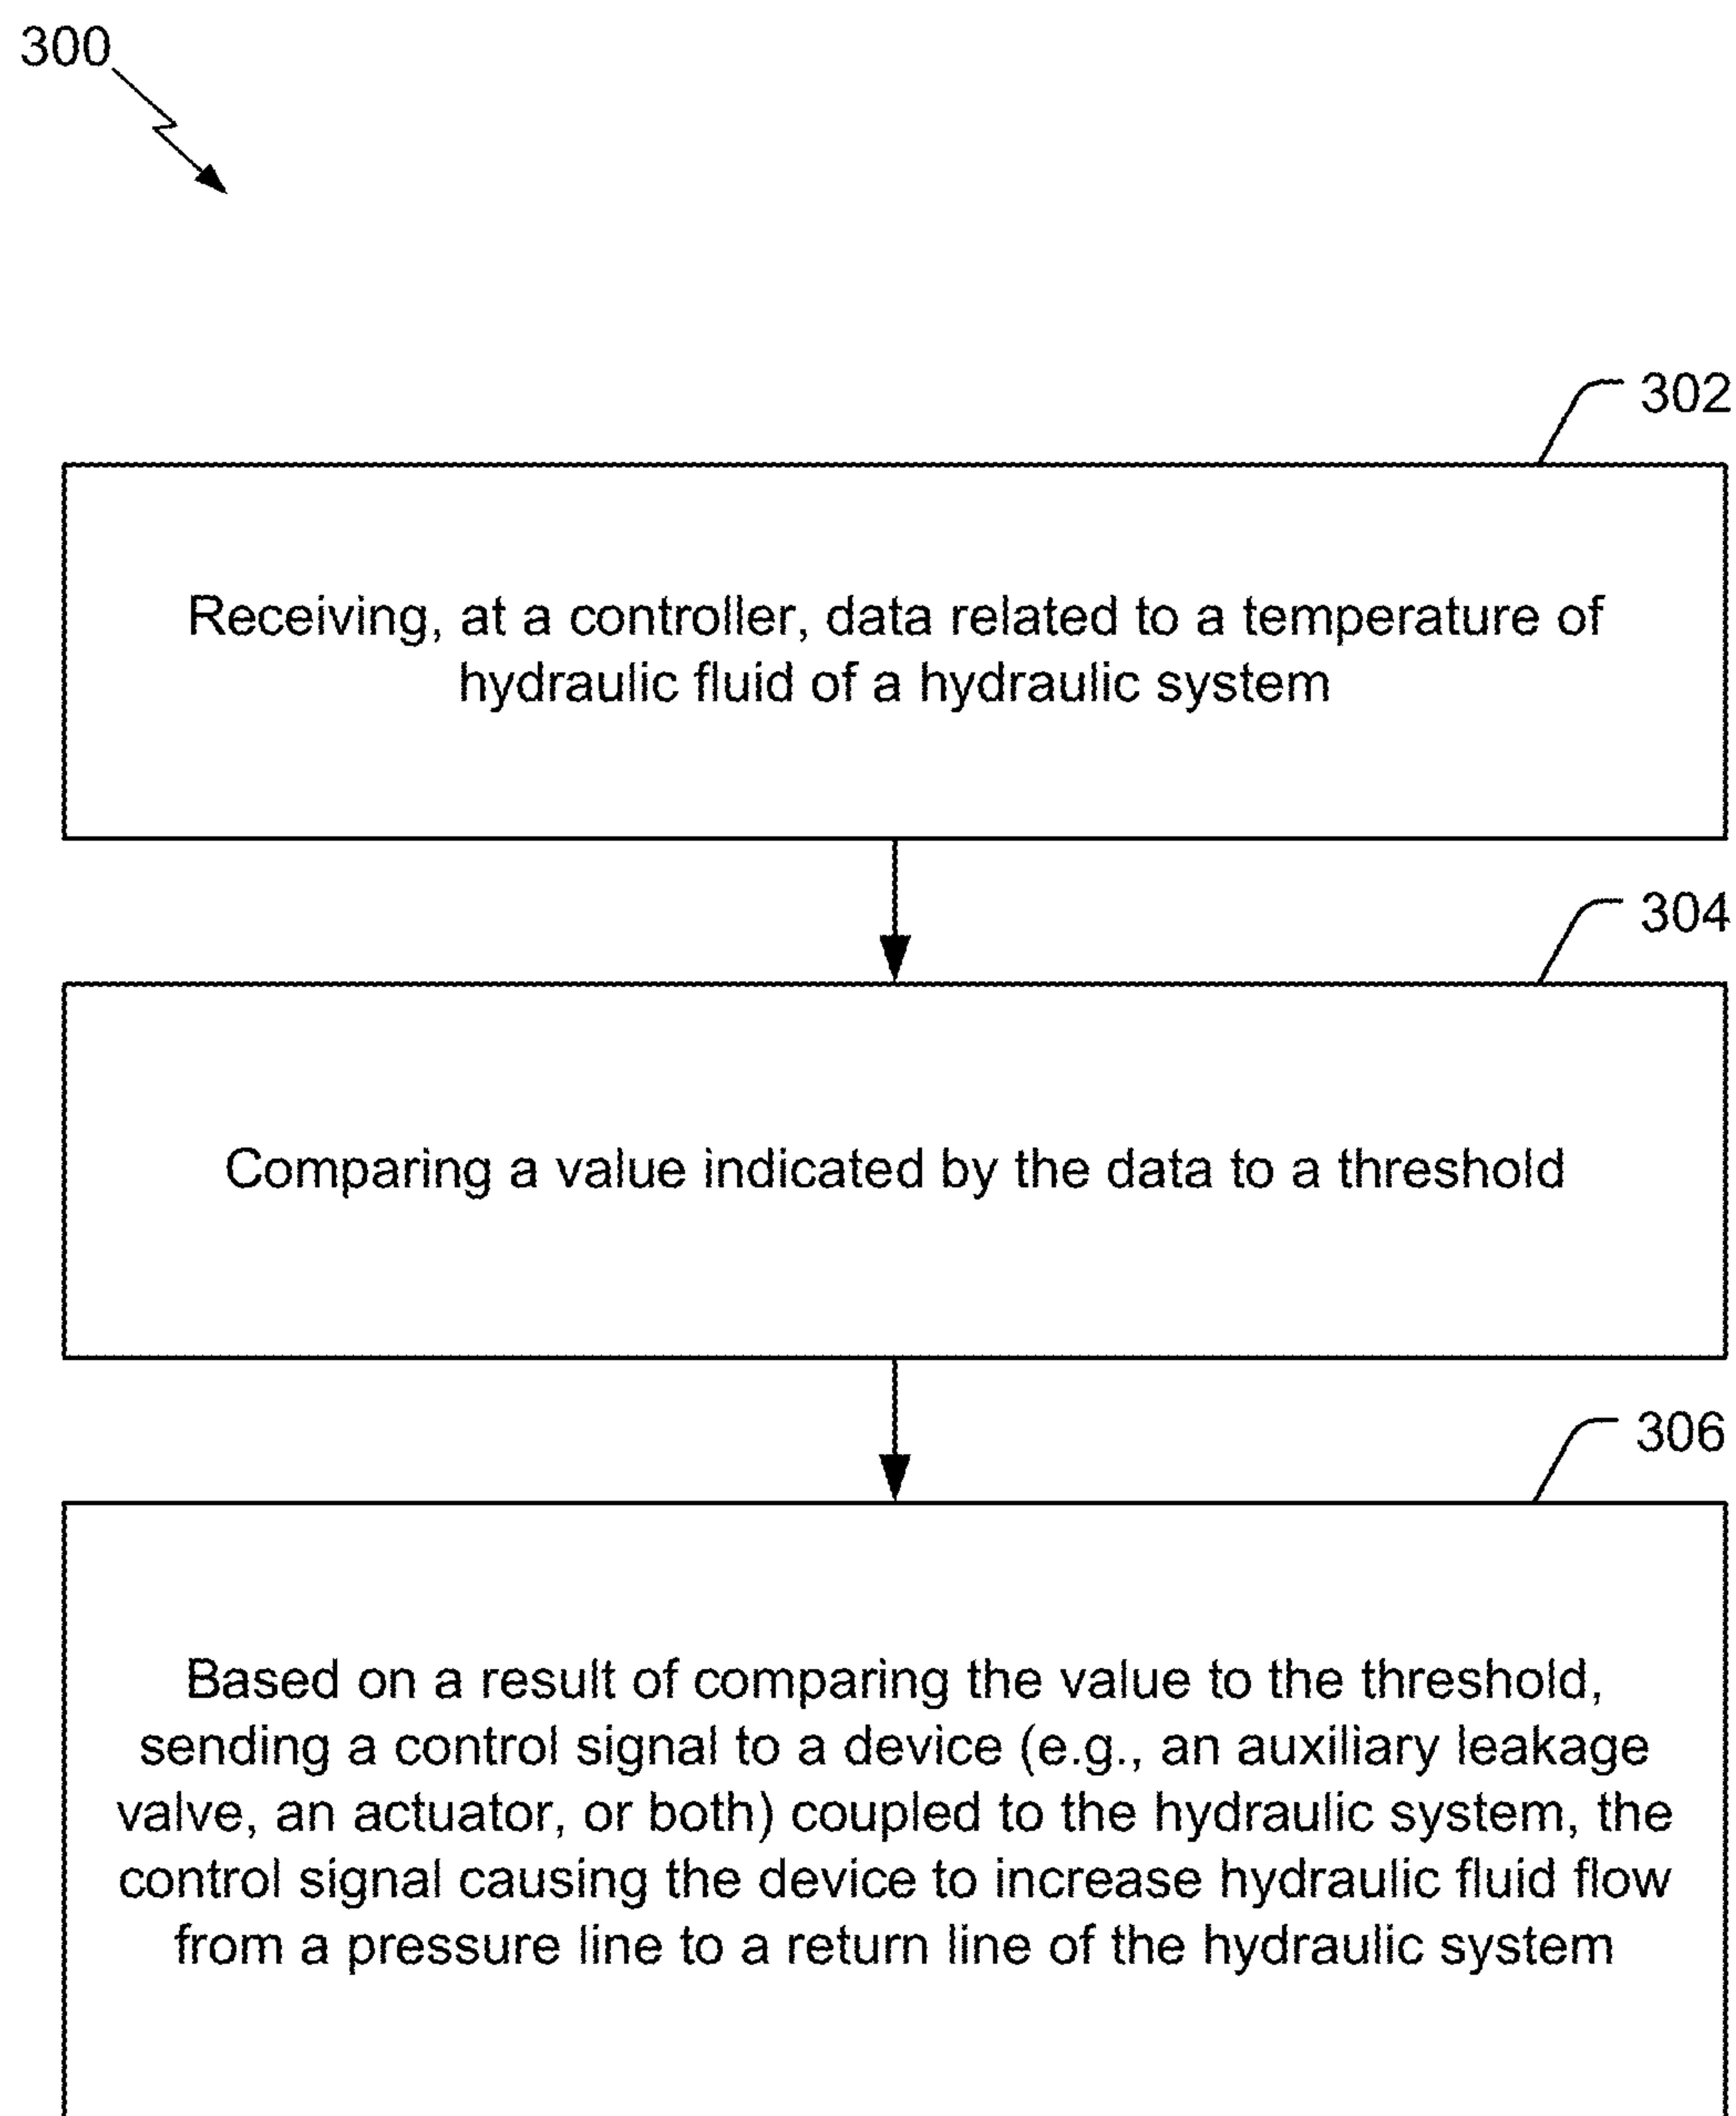 300
302
Receiving, at a controller, data related to a temperature of
hydraulic fluid of a hydraulic system
304
Comparing a value indicated by the data to a threshold
306
Based on a result of comparing the value to the threshold,
sending a control signal to a device (e.g., an auxiliary leakage
valve, an actuator, or both) coupled to the hydraulic system, the
control signal causing the device to increase hydraulic fluid flow
from a pressure line to a return line of the hydraulic system